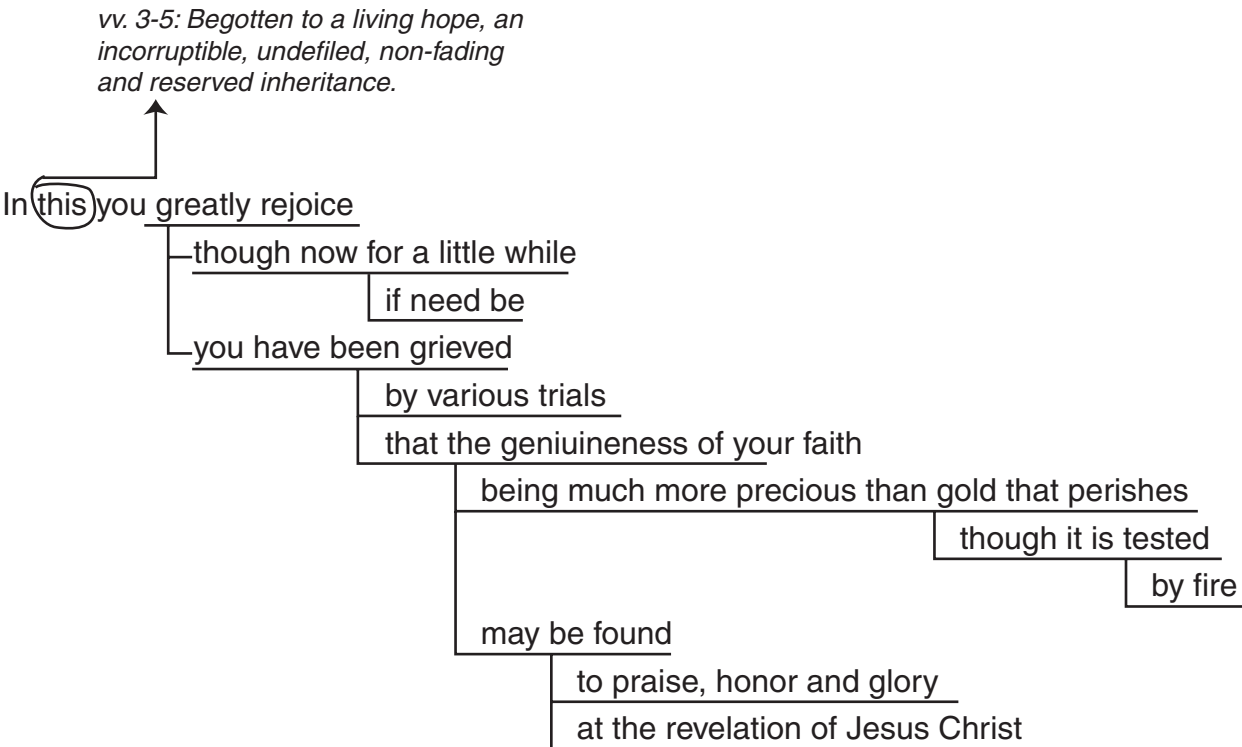 vv. 3-5: Begotten to a living hope, an
incorruptible, undefiled, non-fading
and reserved inheritance.
In this you greatly rejoice
though now for a little while
if need be
you have been grieved
by various trials
that the geniuineness of your faith
being much more precious than gold that perishes
though it is tested
by fire
may be found
to praise, honor and glory
at the revelation of Jesus Christ